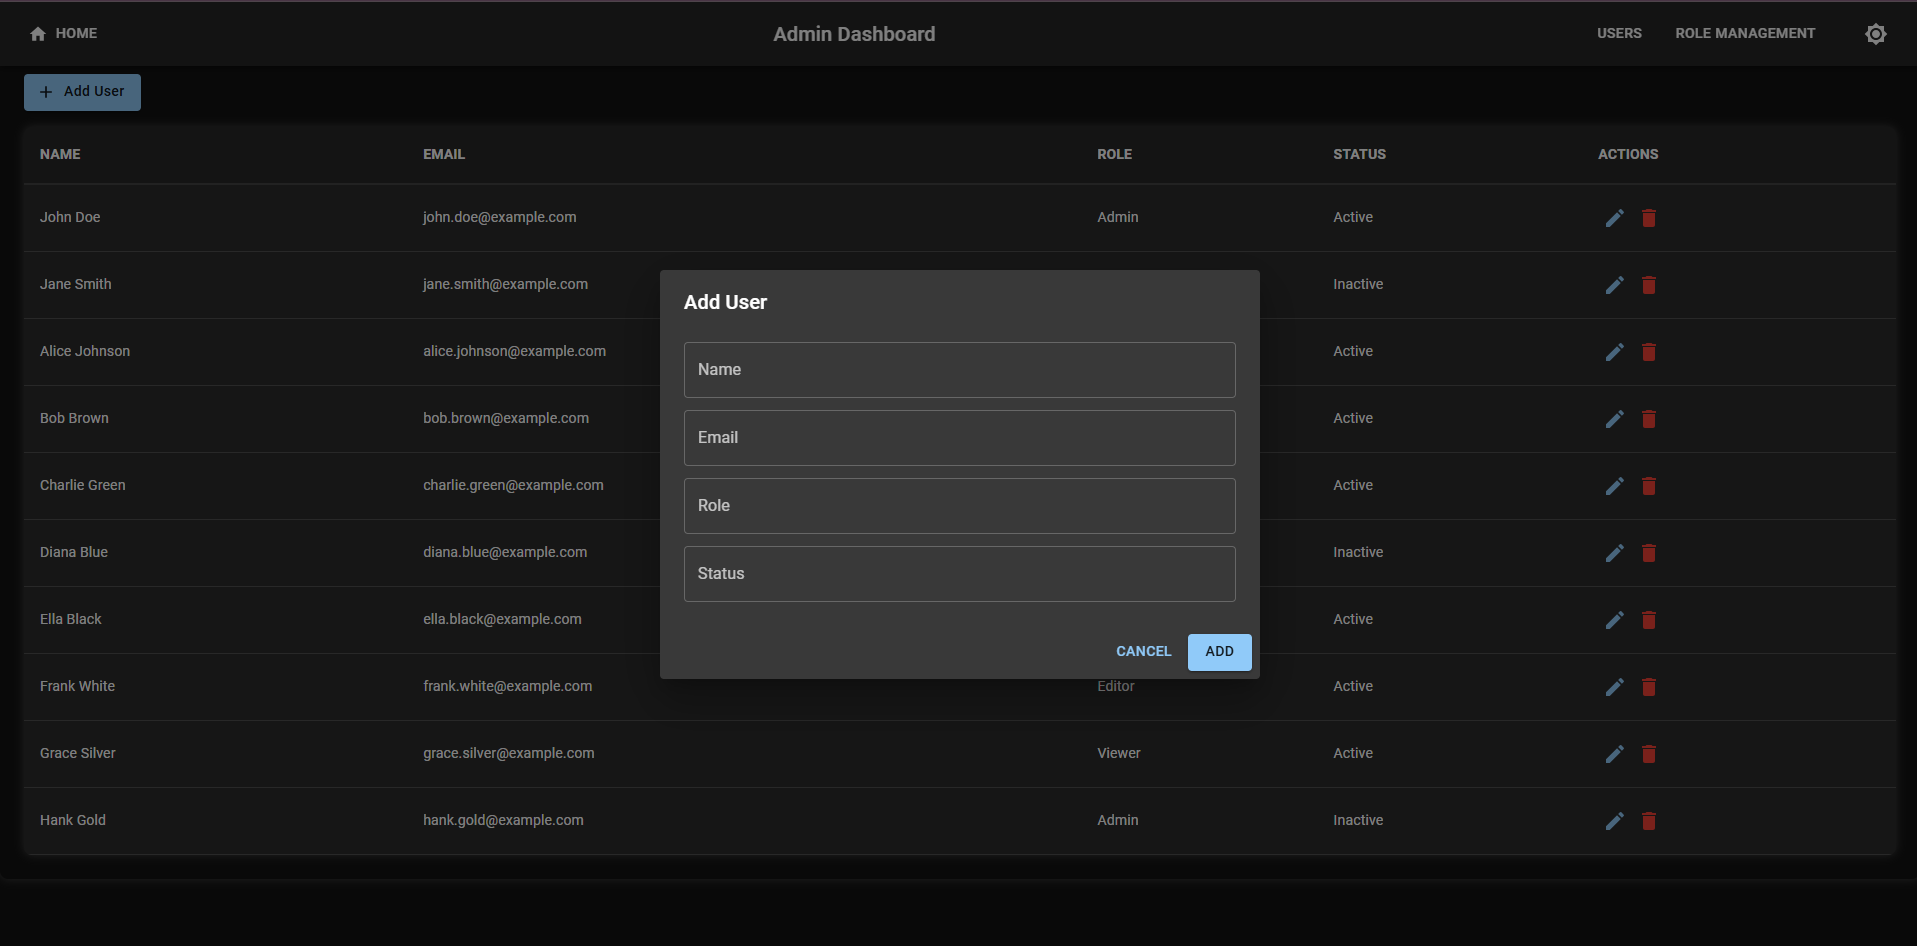 HOME
Admin Dashboard
USERS
ROLE MANAGEMENT
Add User
NAME EMAIL ROLE STATUS ACTIONS
John Doe john.doe@example.com Admin Active
Jane Smith jane.smith@example.com Inactive
Alice Johnson alice.johnson@example.com Active
Bob Brown bob.brown@example.com Active
Charlie Green charlie.green@example.com Active
Diana Blue diana.blue@example.com Inactive
Ella Black ella.black@example.com Active
Frank White frank.white@example.com Editor Active
Grace Silver grace.silver@example.com Viewer Active
Hank Gold hank.gold@example.com Admin Inactive
Add User
Name
Email
Role
Status
CANCEL ADD